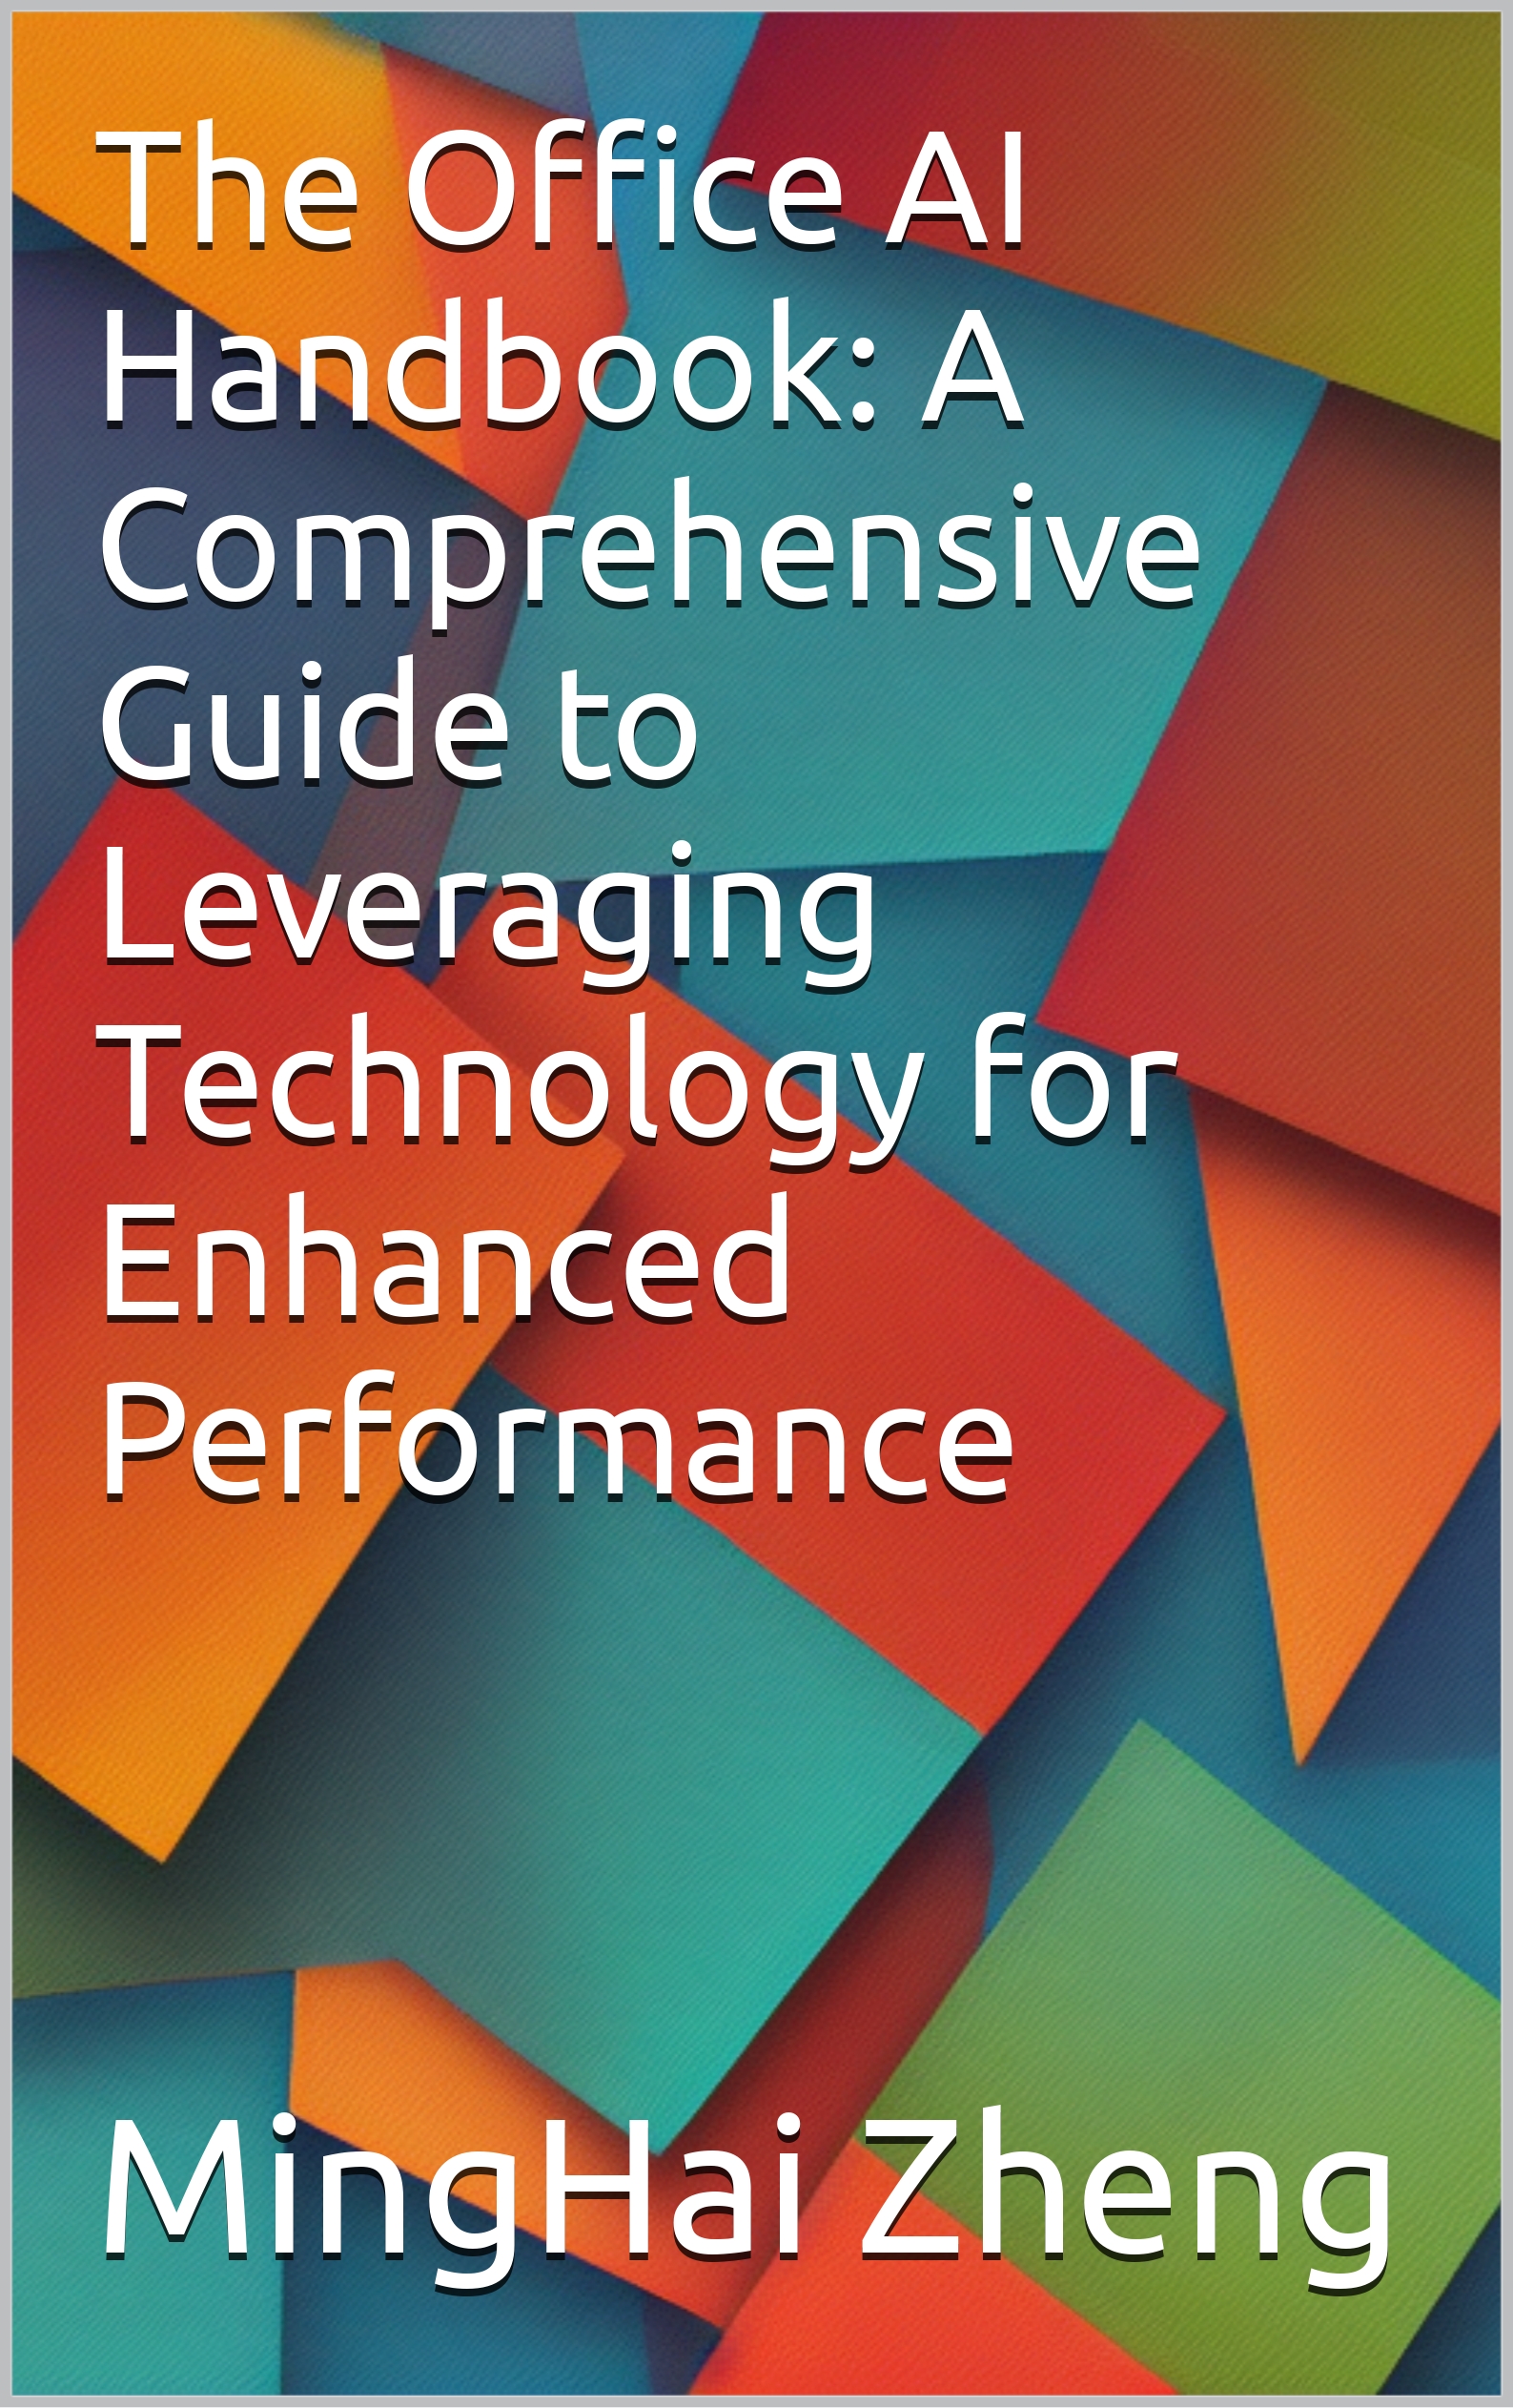 The Office AI
Handbook: A
Comprehensive
Guide to
Leveraging
Technology for
Enhanced
Performance
MingHai Zheng